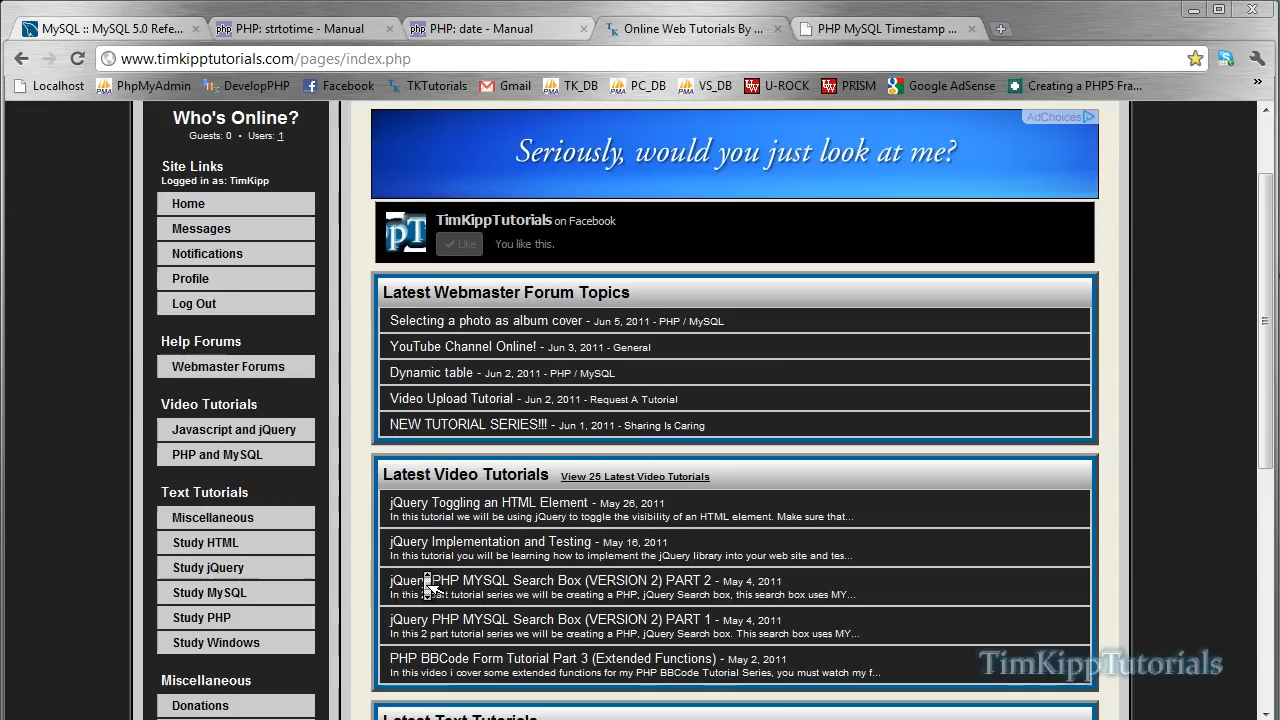 MySQL :: MySQL 5.0 Refe...
PHP: strtotime - Manual
PHP: date - Manual
Online Web Tutorials By ...
PHP MySQL Timestamp ...
www.timkipptutorials.com/pages/index.php
Localhost
PhpMyAdmin
DevelopPHP
Facebook
TKTutorials
Gmail
TK_DB
PC_DB
VS_DB
U-ROCK
PRISM
Google AdSense
Creating a PHP5 Fra...
Who's Online?
Guests: 0 • Users: 1
Site Links
Logged in as: TimKipp
Home
Messages
Notifications
Profile
Log Out
Help Forums
Webmaster Forums
Video Tutorials
Javascript and jQuery
PHP and MySQL
Text Tutorials
Miscellaneous
Study HTML
Study jQuery
Study MySQL
Study PHP
Study Windows
Miscellaneous
Donations
AdChoices
Seriously, would you just look at me?
pT
TimKippTutorials on Facebook
Like
You like this.
Latest Webmaster Forum Topics
Selecting a photo as album cover - Jun 5, 2011 - PHP / MySQL
YouTube Channel Online! - Jun 3, 2011 - General
Dynamic table - Jun 2, 2011 - PHP / MySQL
Video Upload Tutorial - Jun 2, 2011 - Request A Tutorial
NEW TUTORIAL SERIES!!! - Jun 1, 2011 - Sharing Is Caring
Latest Video Tutorials View 25 Latest Video Tutorials
jQuery Toggling an HTML Element - May 26, 2011
In this tutorial we will be using jQuery to toggle the visibility of an HTML element. Make sure that...
jQuery Implementation and Testing - May 16, 2011
In this tutorial you will be learning how to implement the jQuery library into your web site and tes...
jQuery PHP MYSQL Search Box (VERSION 2) PART 2 - May 4, 2011
In this 2 part tutorial series we will be creating a PHP, jQuery Search box, this search box uses MY...
jQuery PHP MYSQL Search Box (VERSION 2) PART 1 - May 4, 2011
In this 2 part tutorial series we will be creating a PHP, jQuery Search box. This search box uses MY...
PHP BBCode Form Tutorial Part 3 (Extended Functions) - May 2, 2011
In this video i cover some extended functions for my PHP BBCode Tutorial Series, you must watch my f...
Latest Text Tutorials
TimKippTutorials